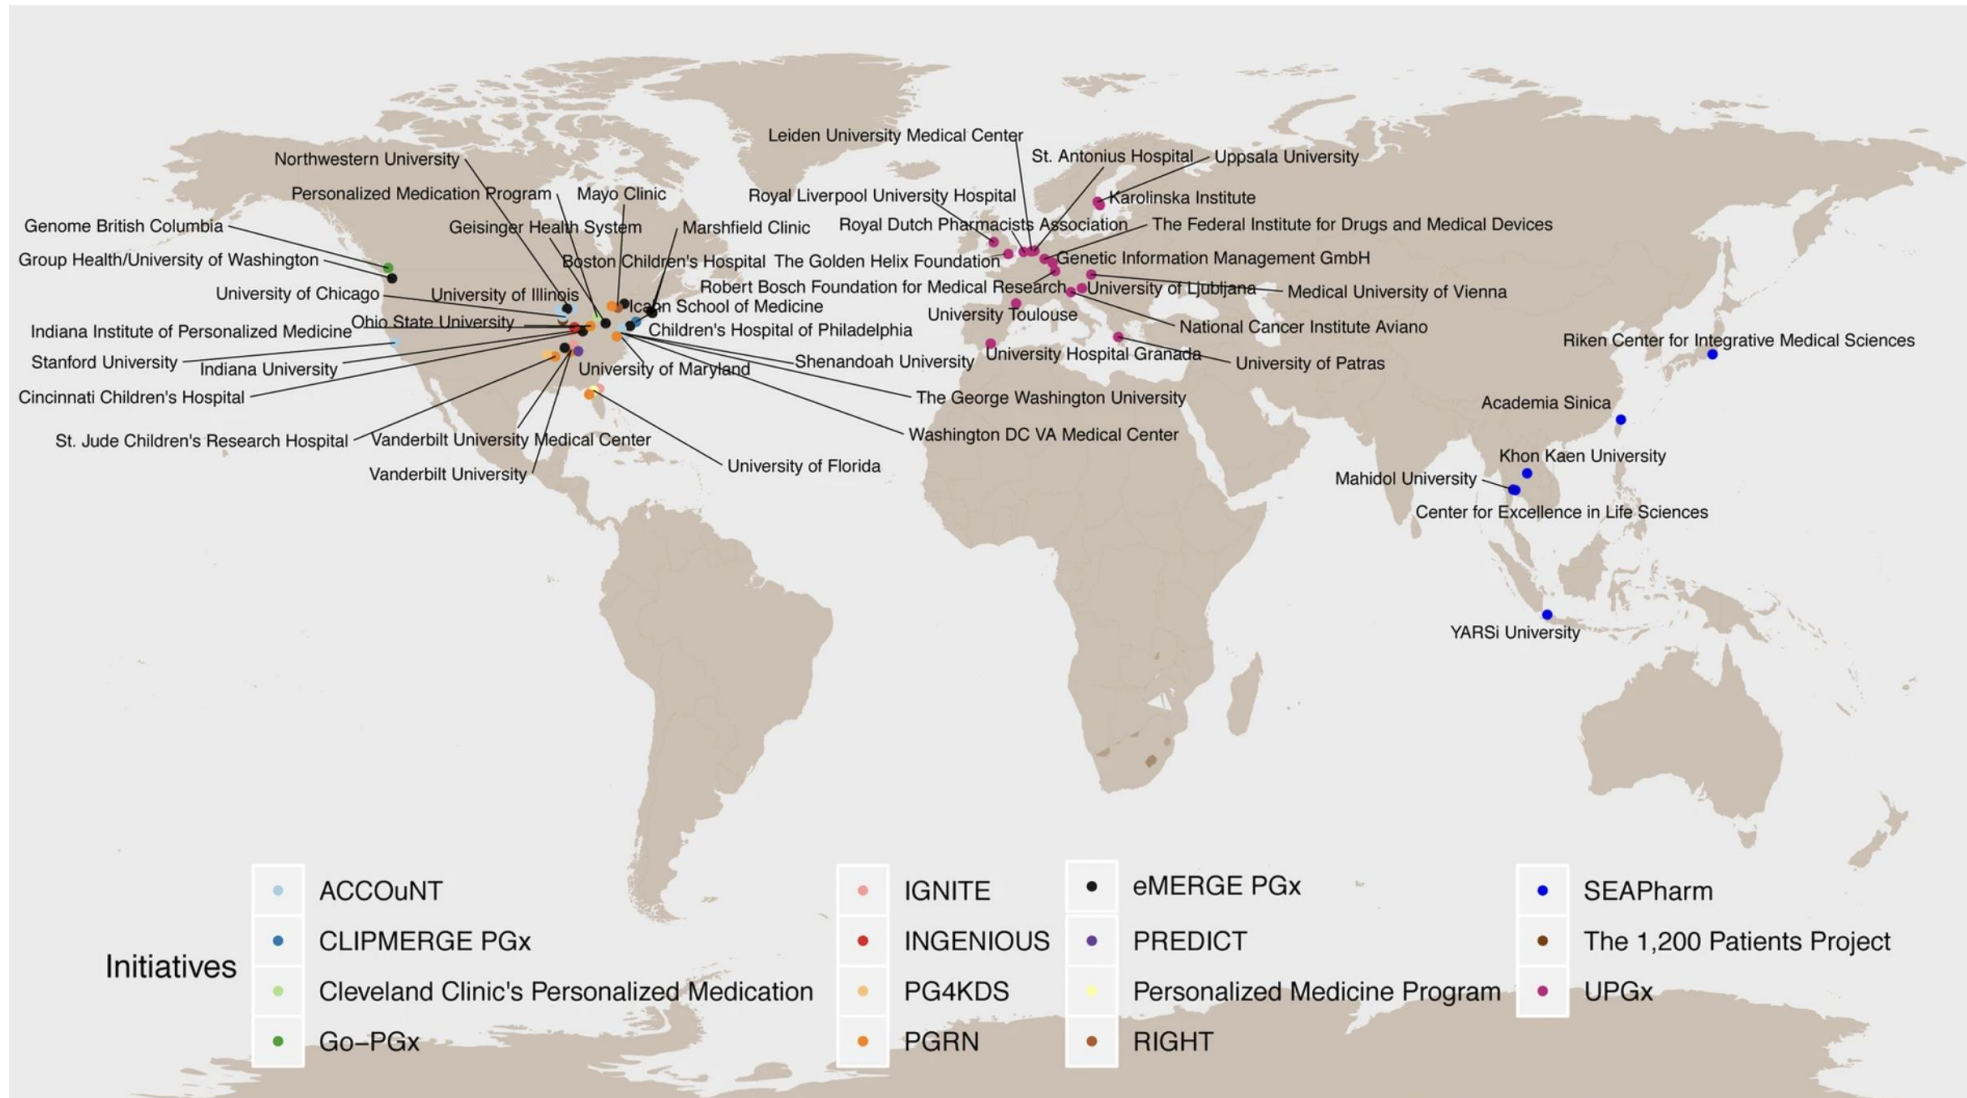 Leiden University Medical Center
Northwestern University
St. Antonius Hospital
Uppsala University
Personalized Medication Program
Mayo Clinic
Royal Liverpool University Hospital
Karolinska Institute
Genome British Columbia
Geisinger Health System
Marshfield Clinic
Royal Dutch Pharmacists Association
The Federal Institute for Drugs and Medical Devices
Group Health/University of Washington
Boston Children's Hospital
The Golden Helix Foundation
Genetic Information Management GmbH
University of Chicago
University of Illinois
Robert Bosch Foundation for Medical Research
University of Ljubljana
Medical University of Vienna
Icahn School of Medicine
University Toulouse
Indiana Institute of Personalized Medicine
Ohio State University
Children's Hospital of Philadelphia
National Cancer Institute Aviano
Riken Center for Integrative Medical Sciences
Stanford University
Indiana University
University of Maryland
Shenandoah University
University Hospital Granada
University of Patras
Cincinnati Children's Hospital
The George Washington University
Academia Sinica
St. Jude Children's Research Hospital
Vanderbilt University Medical Center
Washington DC VA Medical Center
Khon Kaen University
Vanderbilt University
University of Florida
Mahidol University
Center for Excellence in Life Sciences
YARSi University
Initiatives
ACCOuNT
CLIPMERGE PGx
Cleveland Clinic's Personalized Medication
Go-PGx
IGNITE
INGENIOUS
PG4KDS
PGRN
eMERGE PGx
PREDICT
Personalized Medicine Program
RIGHT
SEAPharm
The 1,200 Patients Project
UPGx